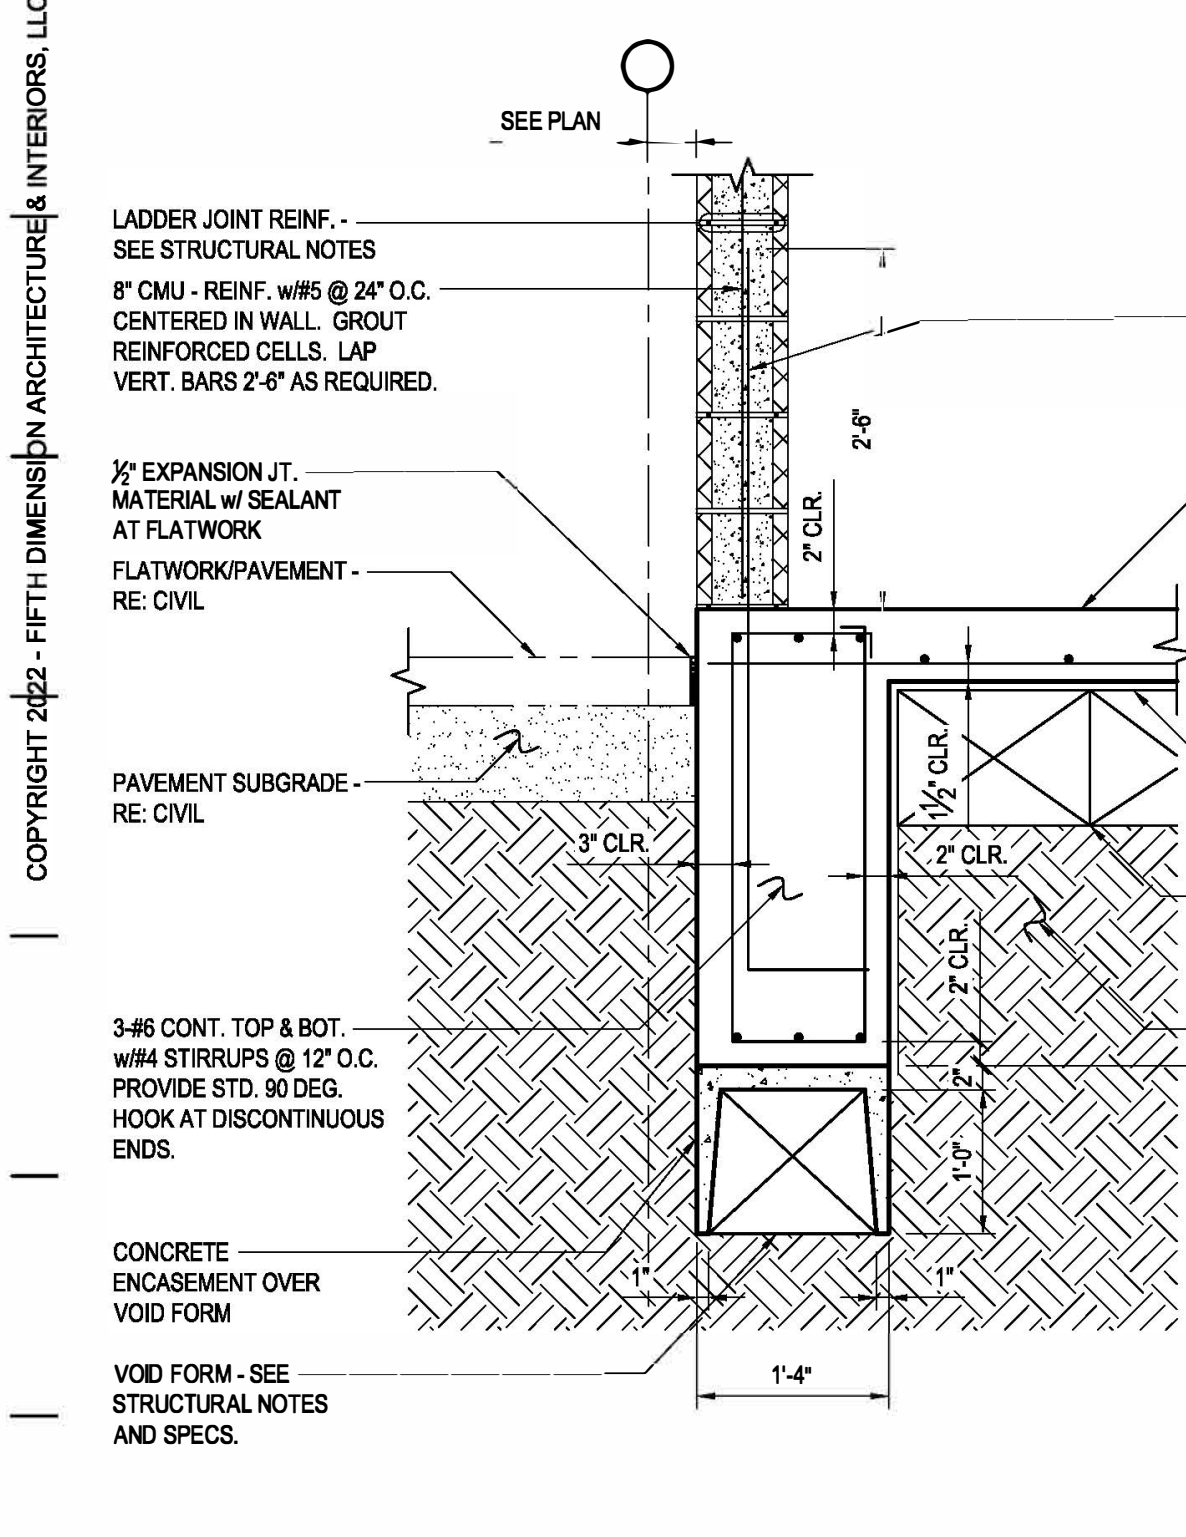 COPYRIGHT 2022 - FIFTH DIMENSION ARCHITECTURE & INTERIORS, LLC
SEE PLAN
LADDER JOINT REINF. -
SEE STRUCTURAL NOTES
8" CMU - REINF. w/#5 @ 24" O.C.
CENTERED IN WALL. GROUT
REINFORCED CELLS. LAP
VERT. BARS 2'-6" AS REQUIRED.
2'-6"
½" EXPANSION JT.
MATERIAL w/ SEALANT
AT FLATWORK
2" CLR.
FLATWORK/PAVEMENT -
RE: CIVIL
PAVEMENT SUBGRADE -
RE: CIVIL
1½" CLR.
3" CLR.
2" CLR.
2" CLR.
3-#6 CONT. TOP & BOT.
w/#4 STIRRUPS @ 12" O.C.
PROVIDE STD. 90 DEG.
HOOK AT DISCONTINUOUS
ENDS.
2"
1'-0"
CONCRETE
ENCASEMENT OVER
VOID FORM
1"
1"
VOID FORM - SEE
STRUCTURAL NOTES
AND SPECS.
1'-4"